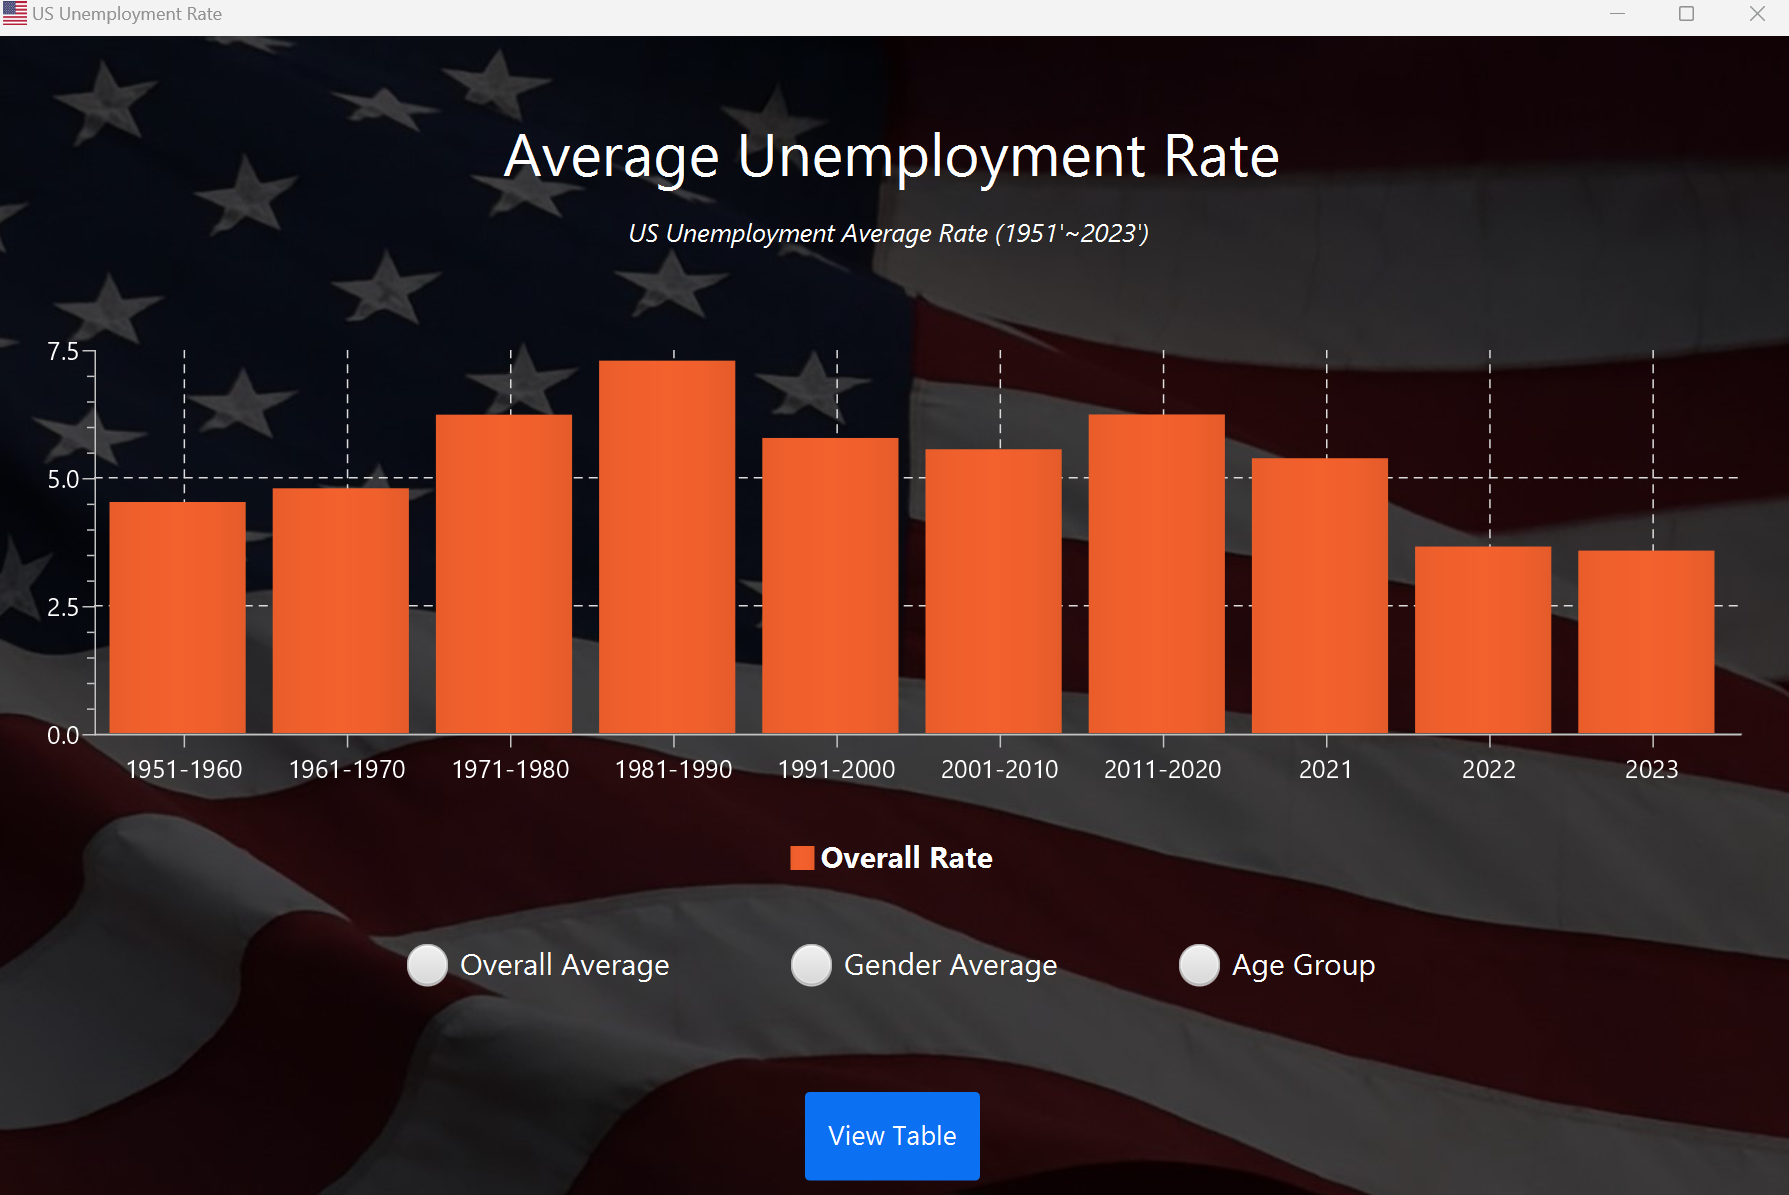 US Unemployment Rate
Average Unemployment Rate
US Unemployment Average Rate (1951'~2023')
7.5
5.0
2.5
0.0
1951-1960 1961-1970 1971-1980 1981-1990 1991-2000 2001-2010 2011-2020 2021 2022 2023
Overall Rate
Overall Average Gender Average Age Group
View Table